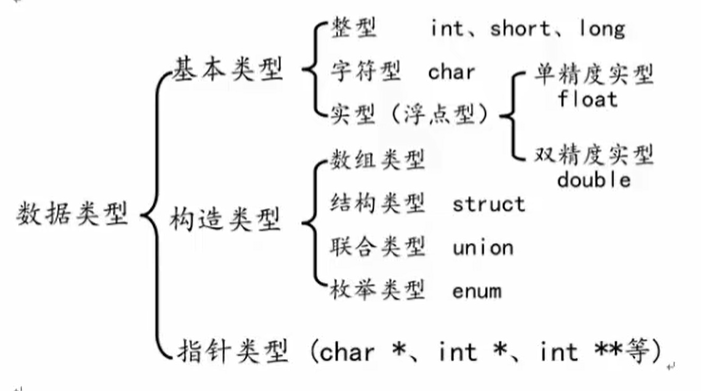 数据类型
基本类型
整型 int、short、long
字符型 char
实型（浮点型）
单精度实型
float
双精度实型
double
构造类型
数组类型
结构类型 struct
联合类型 union
枚举类型 enum
指针类型（char *、int *、int **等）